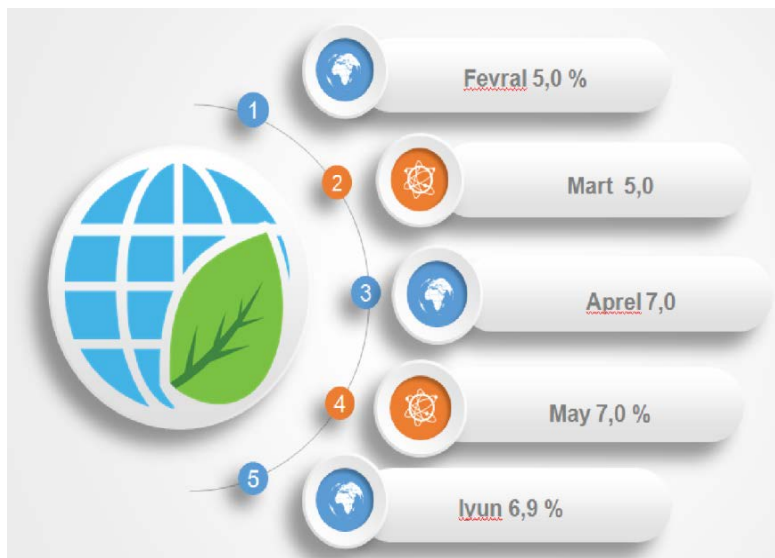 Fevral 5,0 %
1
Mart 5,0
2
Aprel 7,0
3
May 7,0 %
4
Iyun 6,9 %
5